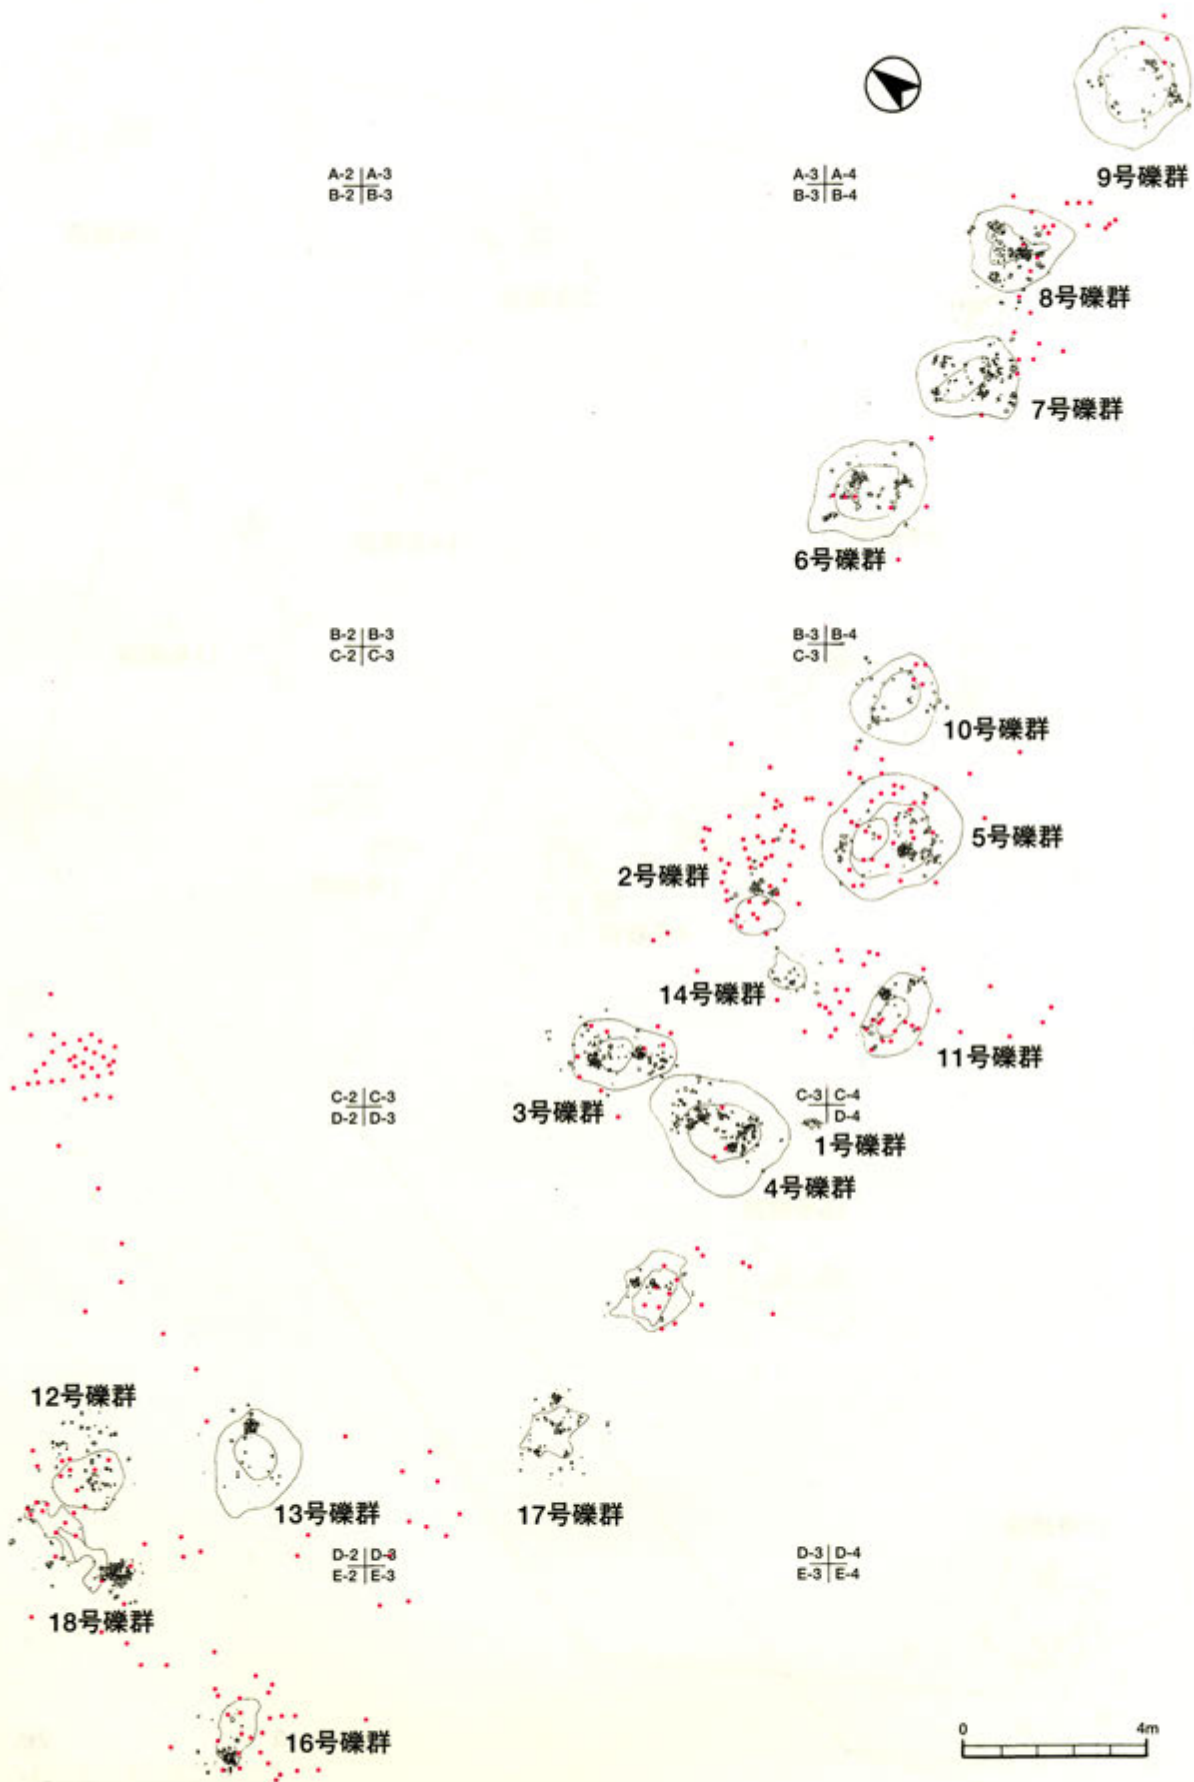 A-2 A-3
B-2 B-3
A-3 A-4
B-3 B-4
9号礫群
8号礫群
7号礫群
6号礫群
B-2 B-3
C-2 C-3
B-3 B-4
C-3
10号礫群
5号礫群
2号礫群
14号礫群
11号礫群
C-2 C-3
D-2 D-3
3号礫群
C-3 C-4
D-4
1号礫群
4号礫群
12号礫群
13号礫群
17号礫群
D-2 D-3
E-2 E-3
D-3 D-4
E-3 E-4
18号礫群
16号礫群
0 4m